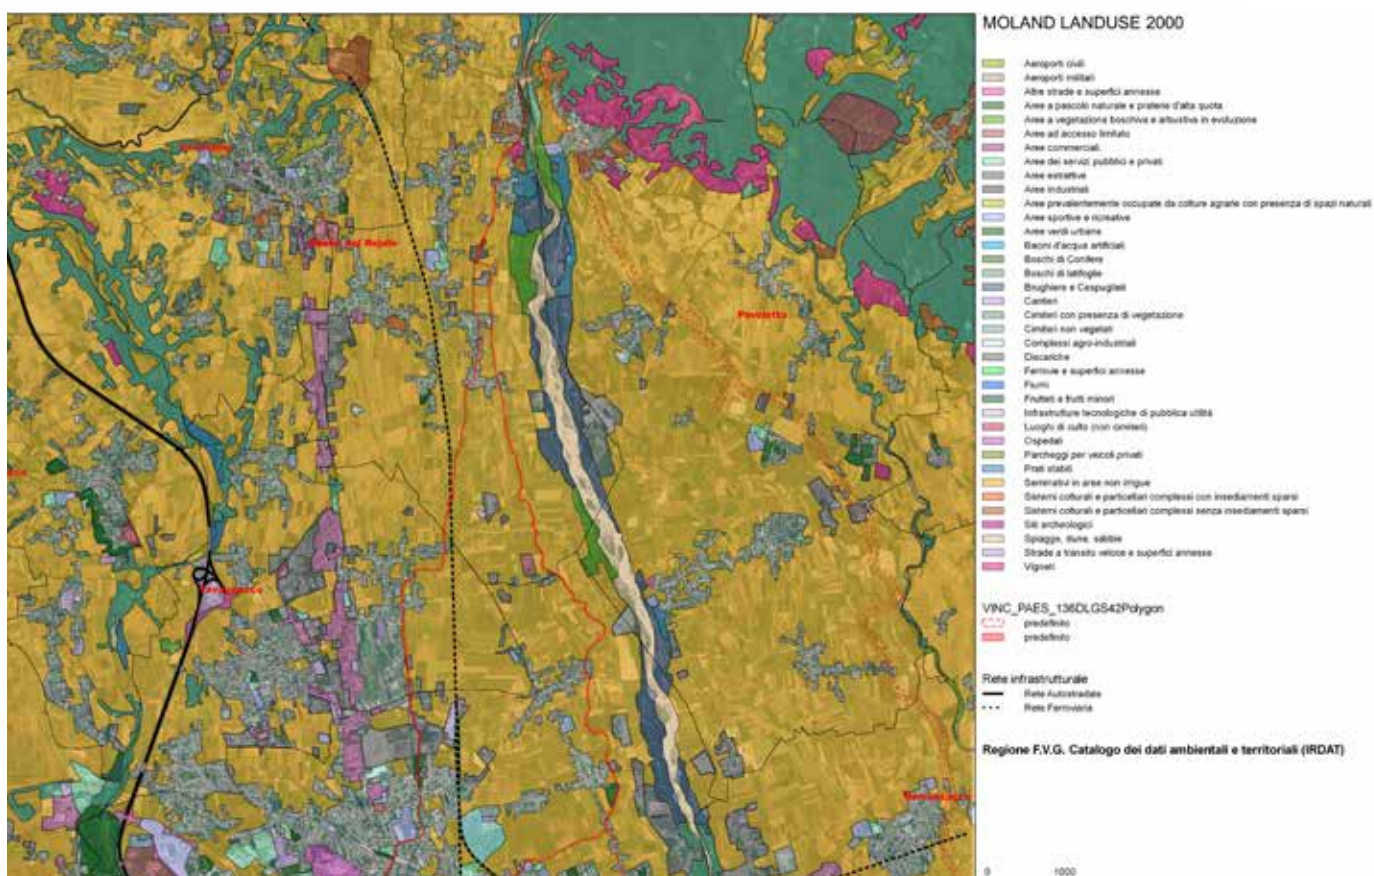 MOLAND LANDUSE 2000
Aeroporti civili
Aeroporti militari
Altre strade e superfici annesse
Aree a pascolo naturale e praterie d'alta quota
Aree a vegetazione boschiva e arbustiva in evoluzione
Aree ad accesso limitato
Aree commerciali
Aree dei servizi pubblici e privati
Aree estrattive
Aree industriali
Aree prevalentemente occupate da colture agrarie con presenza di spazi naturali
Aree sportive e ricreative
Aree verdi urbane
Bacini d'acqua artificiali
Boschi di Conifere
Boschi di latifoglie
Brughiere e Cespuglieti
Cantieri
Cimiteri con presenza di vegetazione
Cimiteri non vegetati
Complessi agro-industriali
Discariche
Ferrovie e superfici annesse
Fiumi
Frutteti e frutti minori
Infrastrutture tecnologiche di pubblica utilità
Luoghi di culto (non cimiteri)
Ospedali
Parcheggi per veicoli privati
Prati stabili
Seminativi in aree non irrigue
Sistemi colturali e particellari complessi con insediamenti sparsi
Sistemi colturali e particellari complessi senza insediamenti sparsi
Siti archeologici
Spiagge, dune, sabbie
Strade a transito veloce e superfici annesse
Vigneti
VINC_PAES_136DLGS42Polygon
predefinito
predefinito
Rete infrastrutturale
Rete Autostradale
Rete Ferroviaria
Regione F.V.G. Catalogo dei dati ambientali e territoriali (IRDAT)
0 1000
Povoletto